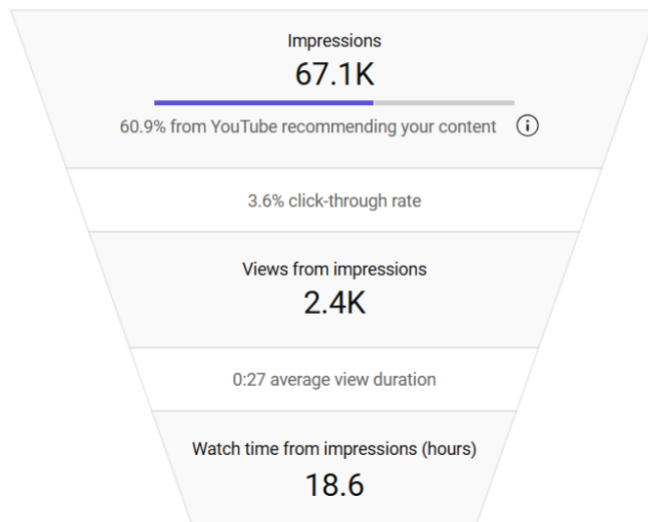 Impressions
67.1K
60.9% from YouTube recommending your content
3.6% click-through rate
Views from impressions
2.4K
0:27 average view duration
Watch time from impressions (hours)
18.6